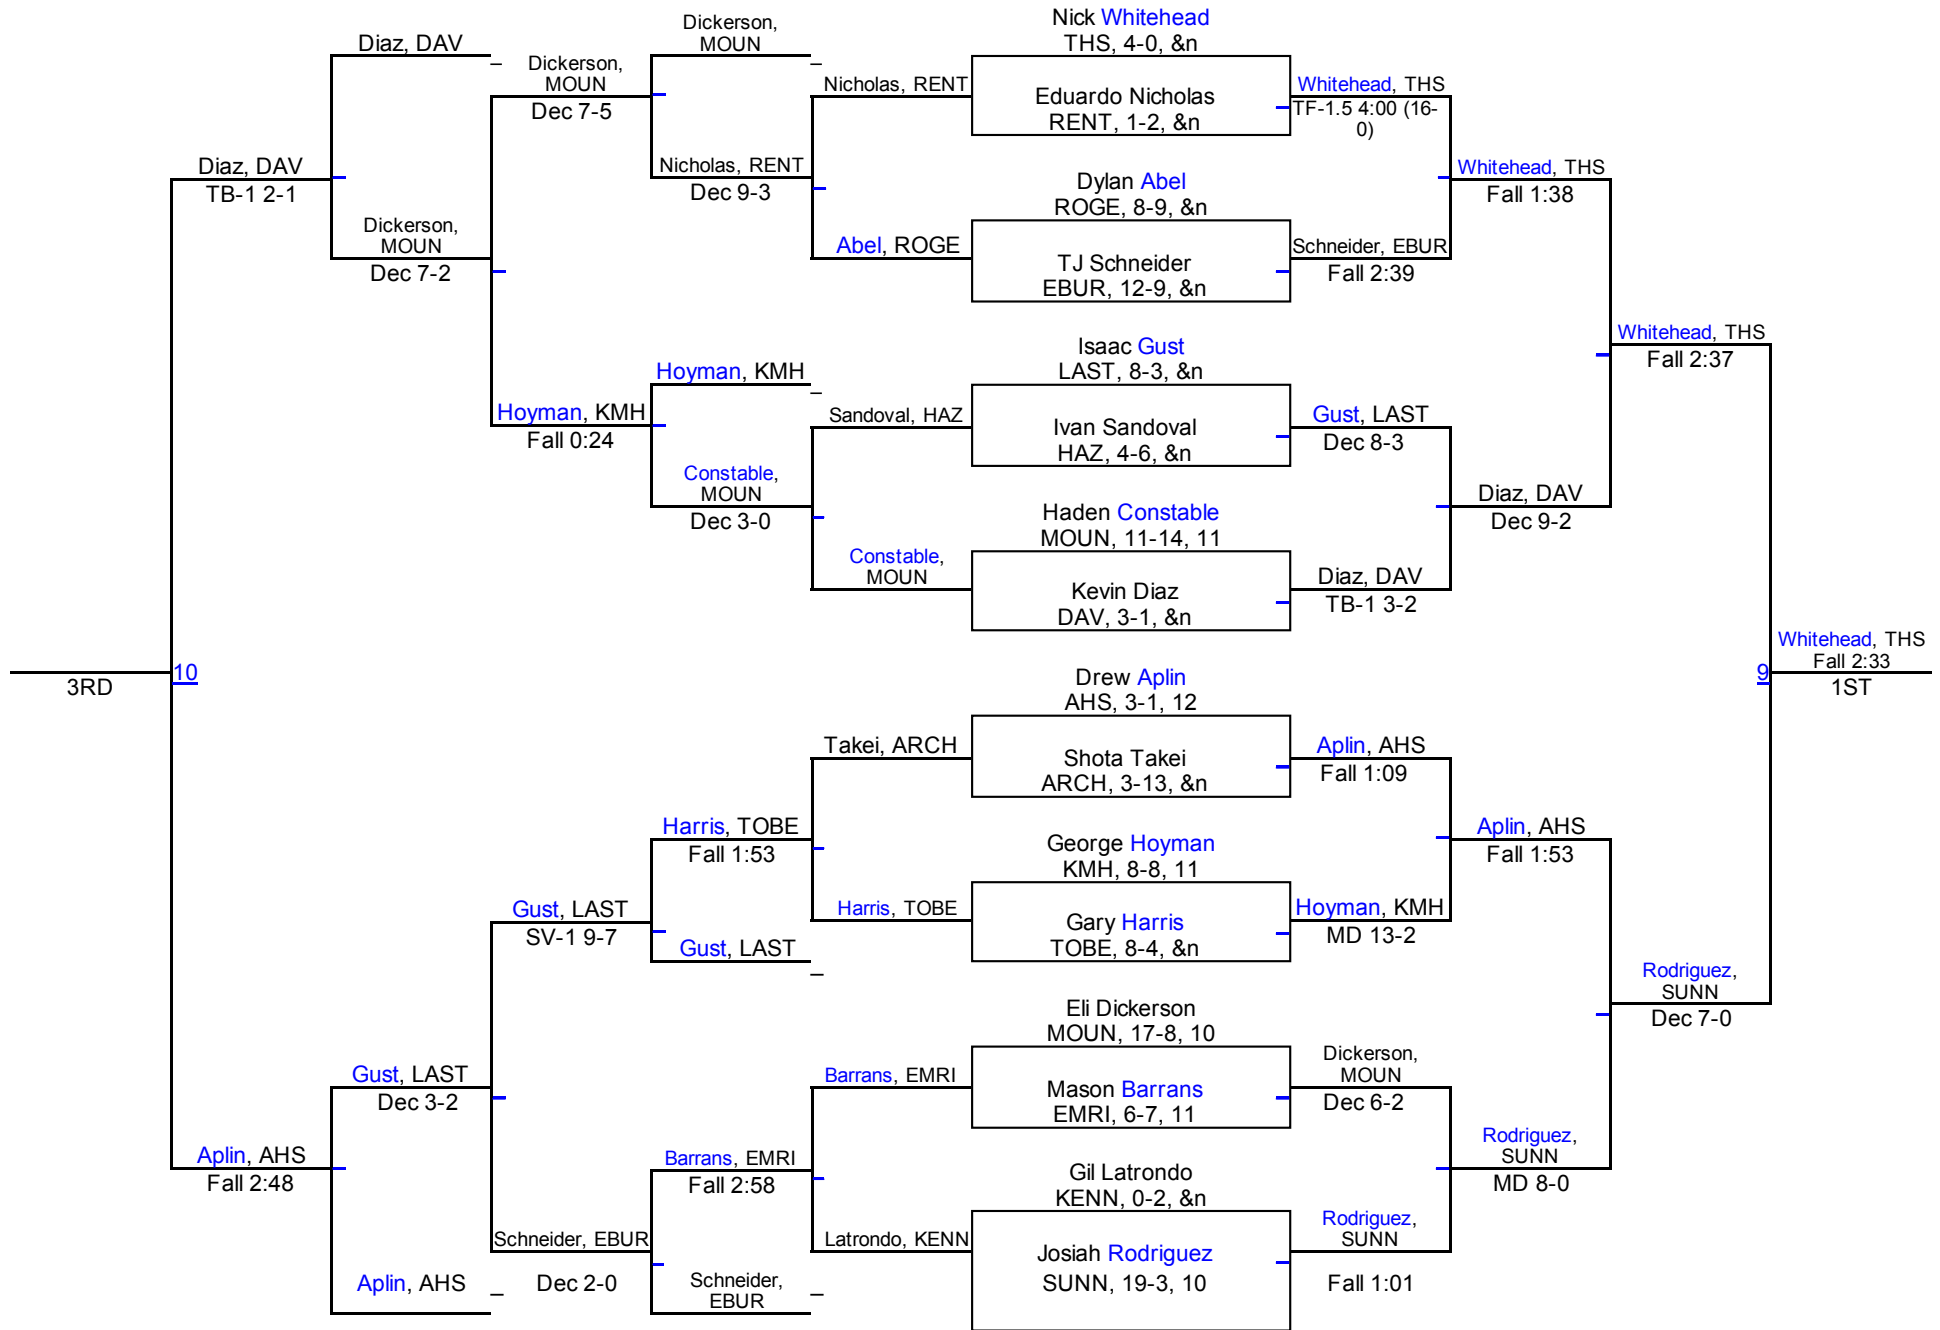 Diaz, DAV
Dickerson,
MOUN
Dec 7-5
Dickerson,
MOUN
Nicholas, RENT
Nick Whitehead
THS, 4-0, &n
Eduardo Nicholas
RENT, 1-2, &n
Whitehead, THS
TF-1.5 4:00 (16-
0)
Diaz, DAV
TB-1 2-1
Nicholas, RENT
Dec 9-3
Dylan Abel
ROGE, 8-9, &n
Whitehead, THS
Fall 1:38
Dickerson,
MOUN
Dec 7-2
Abel, ROGE
TJ Schneider
EBUR, 12-9, &n
Schneider, EBUR
Fall 2:39
Isaac Gust
LAST, 8-3, &n
Whitehead, THS
Fall 2:37
Hoyman, KMH
Hoyman, KMH
Fall 0:24
Sandoval, HAZ
Ivan Sandoval
HAZ, 4-6, &n
Gust, LAST
Dec 8-3
Constable,
MOUN
Dec 3-0
Haden Constable
MOUN, 11-14, 11
Diaz, DAV
Dec 9-2
Constable,
MOUN
Kevin Diaz
DAV, 3-1, &n
Diaz, DAV
TB-1 3-2
3RD
10
Drew Aplin
AHS, 3-1, 12
9
Whitehead, THS
Fall 2:33
1ST
Takei, ARCH
Shota Takei
ARCH, 3-13, &n
Aplin, AHS
Fall 1:09
Harris, TOBE
Fall 1:53
George Hoyman
KMH, 8-8, 11
Aplin, AHS
Fall 1:53
Gust, LAST
SV-1 9-7
Harris, TOBE
Gary Harris
TOBE, 8-4, &n
Hoyman, KMH
MD 13-2
Gust, LAST
Rodriguez,
SUNN
Dec 7-0
Eli Dickerson
MOUN, 17-8, 10
Gust, LAST
Dec 3-2
Barrans, EMRI
Mason Barrans
EMRI, 6-7, 11
Dickerson,
MOUN
Dec 6-2
Aplin, AHS
Fall 2:48
Barrans, EMRI
Fall 2:58
Gil Latrondo
KENN, 0-2, &n
Rodriguez,
SUNN
MD 8-0
Schneider, EBUR
Dec 2-0
Latrondo, KENN
Josiah Rodriguez
SUNN, 19-3, 10
Rodriguez,
SUNN
Fall 1:01
Aplin, AHS
Schneider,
EBUR